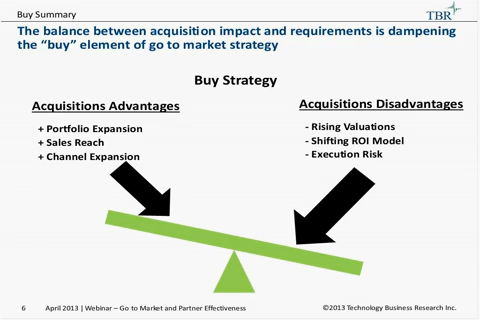 Buy Summary
TBR
The balance between acquisition impact and requirements is dampening
the “buy” element of go to market strategy
Buy Strategy
Acquisitions Advantages
+ Portfolio Expansion
+ Sales Reach
+ Channel Expansion
Acquisitions Disadvantages
- Rising Valuations
- Shifting ROI Model
- Execution Risk
6 April 2013 | Webinar – Go to Market and Partner Effectiveness ©2013 Technology Business Research Inc.